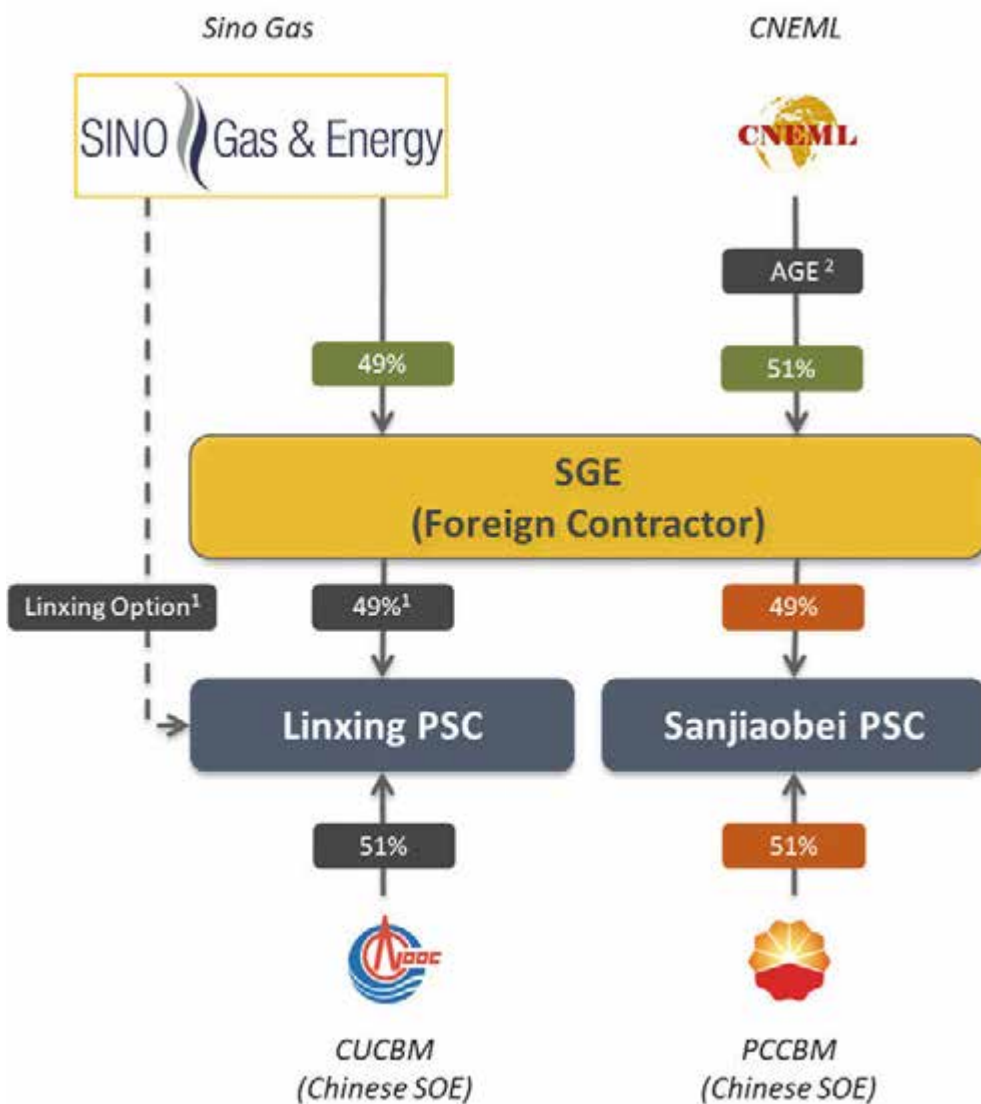 Sino Gas
CNEML
SINO Gas & Energy
CNEML
AGE 2
49%
51%
SGE
(Foreign Contractor)
Linxing Option1
49%1
49%
Linxing PSC
Sanjiaobei PSC
51%
51%
CNOOC
CUCBM
(Chinese SOE)
PCCBM
(Chinese SOE)